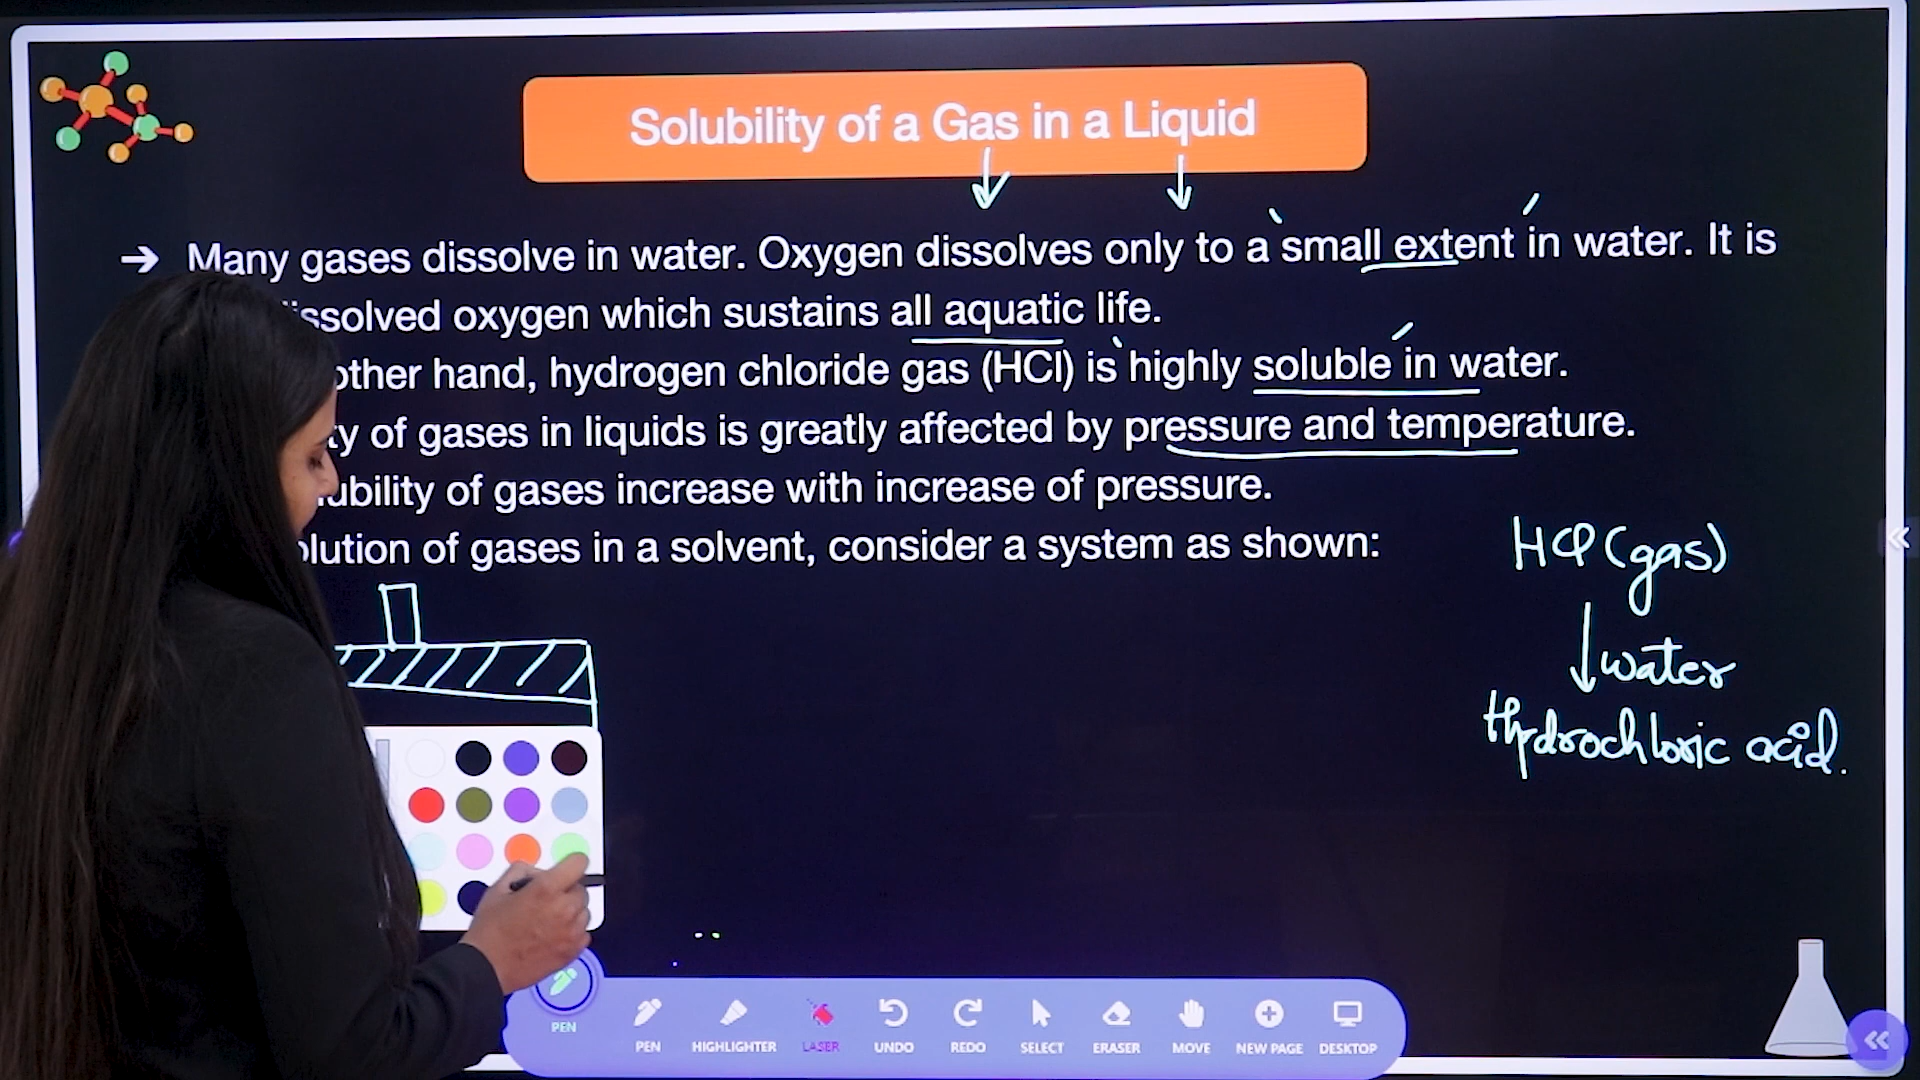 Solubility of a Gas in a Liquid
→ Many gases dissolve in water. Oxygen dissolves only to a small extent in water. It is
issolved oxygen which sustains all aquatic life.
other hand, hydrogen chloride gas (HCl) is highly soluble in water.
ty of gases in liquids is greatly affected by pressure and temperature.
ubility of gases increase with increase of pressure.
olution of gases in a solvent, consider a system as shown:
HCl (gas)
↓ water
Hydrochloric acid.
PEN
PEN HIGHLIGHTER LASER UNDO REDO SELECT ERASER MOVE NEW PAGE DESKTOP